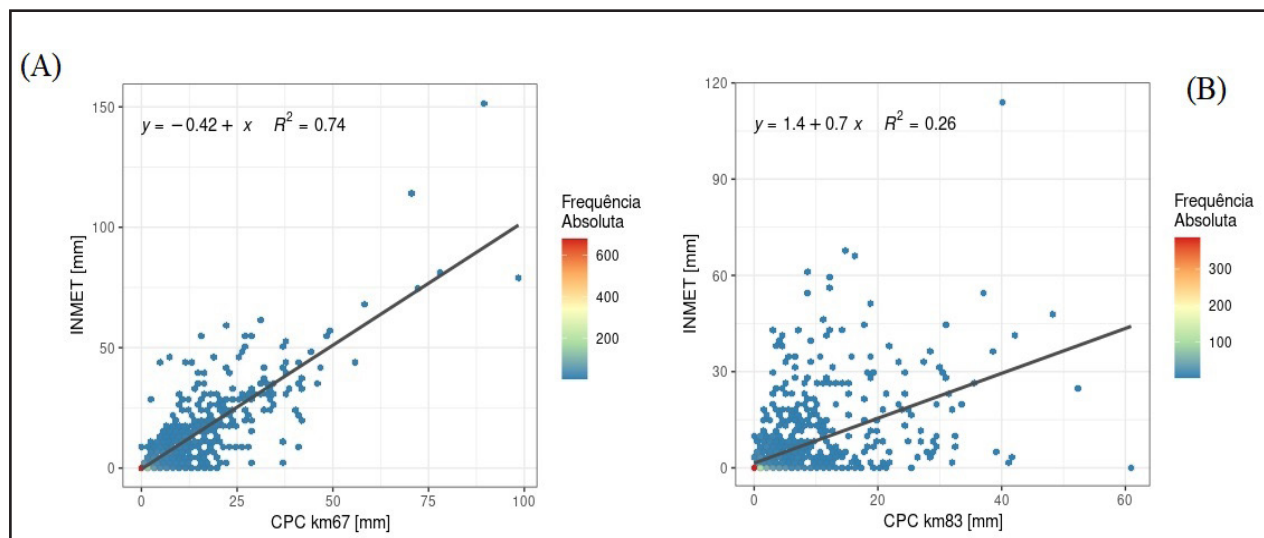 (A)
150
100
50
0
y = −0.42 + x R² = 0.74
INMET [mm]
0 25 50 75 100
CPC km67 [mm]
Frequência
Absoluta
600
400
200
(B)
120
90
60
30
0
y = 1.4 + 0.7 x R² = 0.26
INMET [mm]
0 20 40 60
CPC km83 [mm]
Frequência
Absoluta
300
200
100